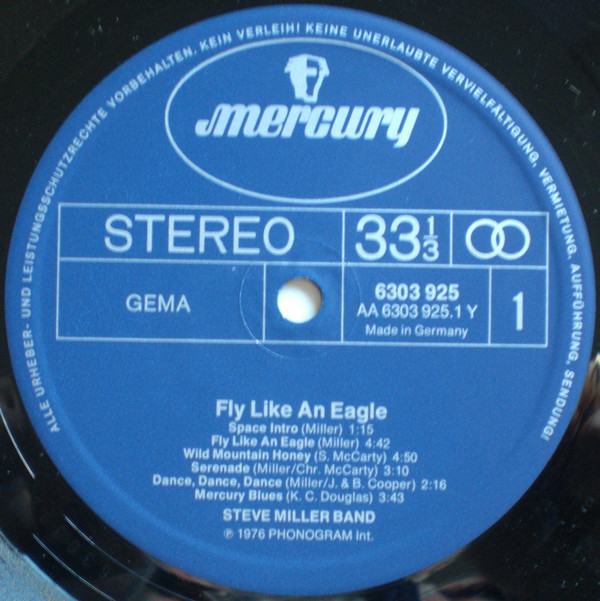 ALLE URHEBER- UND LEISTUNGSSCHUTZRECHTE VORBEHALTEN. KEIN VERLEIH! KEINE UNERLAUBTE VERVIELFÄLTIGUNG, VERMIETUNG, AUFFÜHRUNG, SENDUNG!
mercury
STEREO
33 1/3
GEMA
6303 925
AA 6303 925.1 Y
Made in Germany
1
Fly Like An Eagle
Space Intro (Miller) 1:15
Fly Like An Eagle (Miller) 4:42
Wild Mountain Honey (S. McCarty) 4:50
Serenade (Miller/Chr. McCarty) 3:10
Dance, Dance, Dance (Miller/J. & B. Cooper) 2:16
Mercury Blues (K. C. Douglas) 3:43
STEVE MILLER BAND
℗ 1976 PHONOGRAM Int.